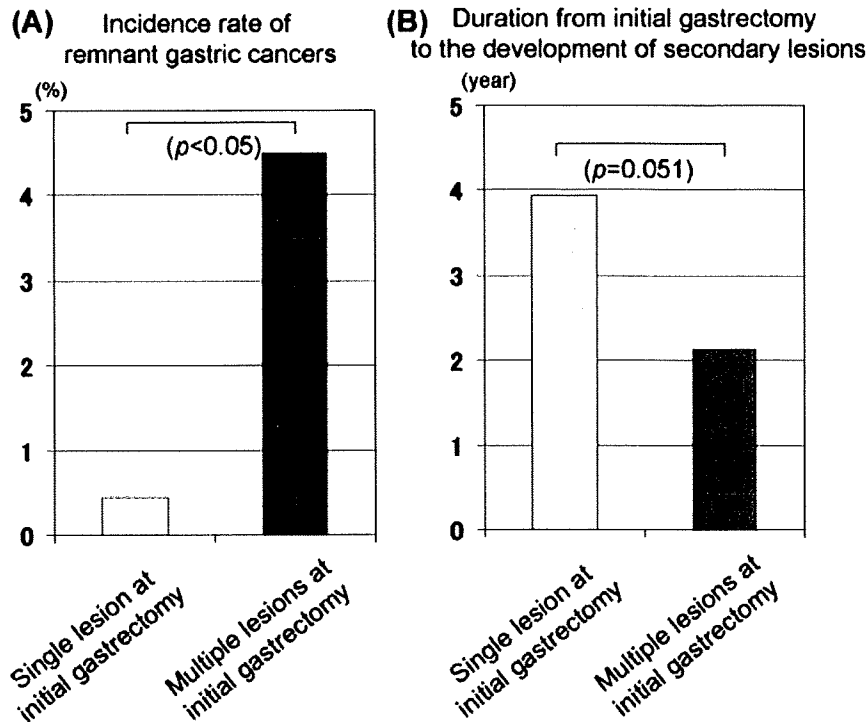 (A)
Incidence rate of
remnant gastric cancers
(%)
5
4
3
2
1
0
(p<0.05)
Single lesion at
initial gastrectomy
Multiple lesions at
initial gastrectomy
(B)
Duration from initial gastrectomy
to the development of secondary lesions
(year)
5
4
3
2
1
0
(p=0.051)
Single lesion at
initial gastrectomy
Multiple lesions at
initial gastrectomy